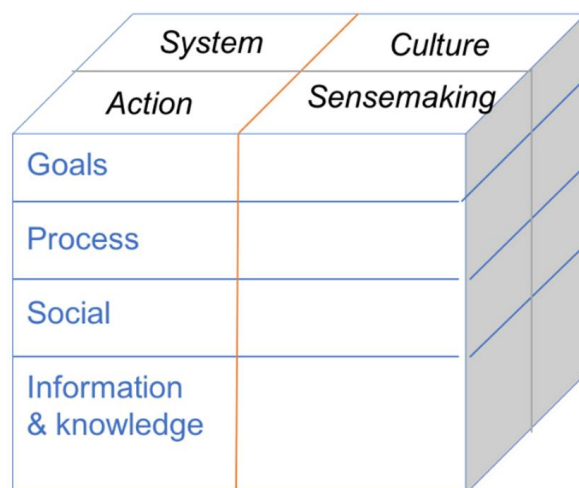 System
Culture
Action
Sensemaking
Goals
Process
Social
Information
& knowledge